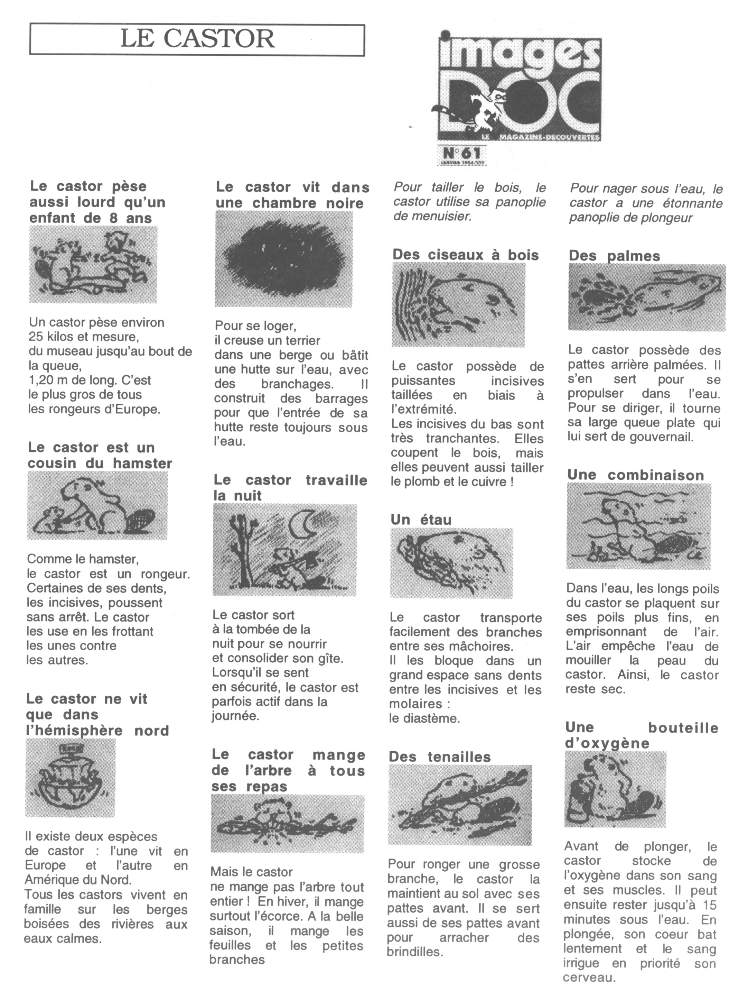 LE CASTOR
images
DOC
LE MAGAZINE-DECOUVERTES
N°61
JANVIER 1994/27F
Le castor pèse
aussi lourd qu'un
enfant de 8 ans
Un castor pèse environ
25 kilos et mesure,
du museau jusqu'au bout de
la queue,
1,20 m de long. C'est
le plus gros de tous
les rongeurs d'Europe.
Le castor est un
cousin du hamster
Comme le hamster,
le castor est un rongeur.
Certaines de ses dents,
les incisives, poussent
sans arrêt. Le castor
les use en les frottant
les unes contre
les autres.
Le castor ne vit
que dans
l'hémisphère nord
Il existe deux espèces
de castor : l'une vit en
Europe et l'autre en
Amérique du Nord.
Tous les castors vivent en
famille sur les berges
boisées des rivières aux
eaux calmes.
Le castor vit dans
une chambre noire
Pour se loger,
il creuse un terrier
dans une berge ou bâtit
une hutte sur l'eau, avec
des branchages. Il
construit des barrages
pour que l'entrée de sa
hutte reste toujours sous
l'eau.
Le castor travaille
la nuit
Le castor sort
à la tombée de la
nuit pour se nourrir
et consolider son gîte.
Lorsqu'il se sent
en sécurité, le castor est
parfois actif dans la
journée.
Le castor mange
de l'arbre à tous
ses repas
Mais le castor
ne mange pas l'arbre tout
entier ! En hiver, il mange
surtout l'écorce. A la belle
saison, il mange les
feuilles et les petites
branches
Pour tailler le bois, le
castor utilise sa panoplie
de menuisier.
Des ciseaux à bois
Le castor possède de
puissantes incisives
taillées en biais à
l'extrémité.
Les incisives du bas sont
très tranchantes. Elles
coupent le bois, mais
elles peuvent aussi tailler
le plomb et le cuivre !
Un étau
Le castor transporte
facilement des branches
entre ses mâchoires.
Il les bloque dans un
grand espace sans dents
entre les incisives et les
molaires :
le diastème.
Des tenailles
Pour ronger une grosse
branche, le castor la
maintient au sol avec ses
pattes avant. Il se sert
aussi de ses pattes avant
pour arracher des
brindilles.
Pour nager sous l'eau, le
castor a une étonnante
panoplie de plongeur
Des palmes
Le castor possède des
pattes arrière palmées. Il
s'en sert pour se
propulser dans l'eau.
Pour se diriger, il tourne
sa large queue plate qui
lui sert de gouvernail.
Une combinaison
Dans l'eau, les longs poils
du castor se plaquent sur
ses poils plus fins, en
emprisonnant de l'air.
L'air empêche l'eau de
mouiller la peau du
castor. Ainsi, le castor
reste sec.
Une bouteille
d'oxygène
Avant de plonger, le
castor stocke de
l'oxygène dans son sang
et ses muscles. Il peut
ensuite rester jusqu'à 15
minutes sous l'eau. En
plongée, son coeur bat
lentement et le sang
irrigue en priorité son
cerveau.